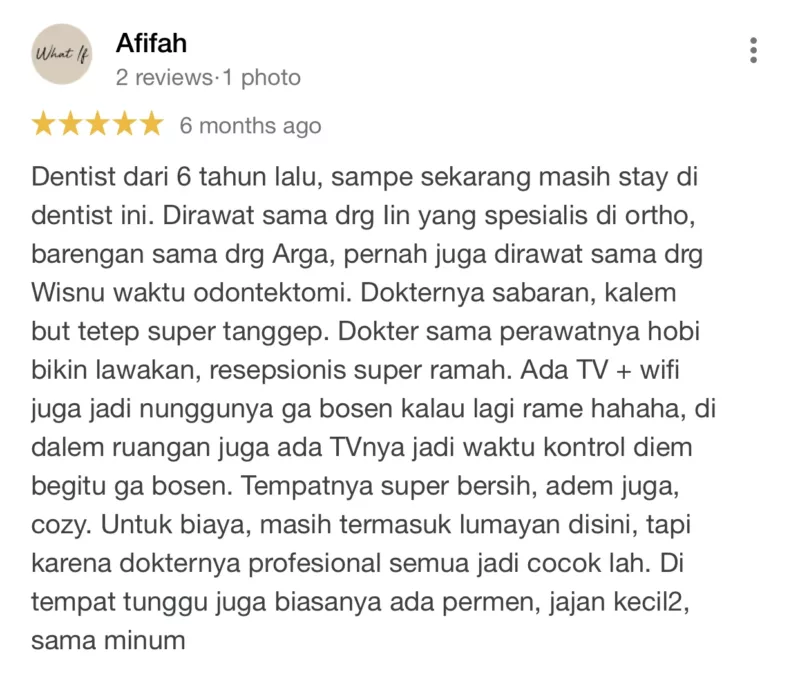 What If
Afifah
2 reviews·1 photo
6 months ago
Dentist dari 6 tahun lalu, sampe sekarang masih stay di
dentist ini. Dirawat sama drg Iin yang spesialis di ortho,
barengan sama drg Arga, pernah juga dirawat sama drg
Wisnu waktu odontektomi. Dokternya sabaran, kalem
but tetep super tanggep. Dokter sama perawatnya hobi
bikin lawakan, resepsionis super ramah. Ada TV + wifi
juga jadi nunggunya ga bosen kalau lagi rame hahaha, di
dalem ruangan juga ada TVnya jadi waktu kontrol diem
begitu ga bosen. Tempatnya super bersih, adem juga,
cozy. Untuk biaya, masih termasuk lumayan disini, tapi
karena dokternya profesional semua jadi cocok lah. Di
tempat tunggu juga biasanya ada permen, jajan kecil2,
sama minum